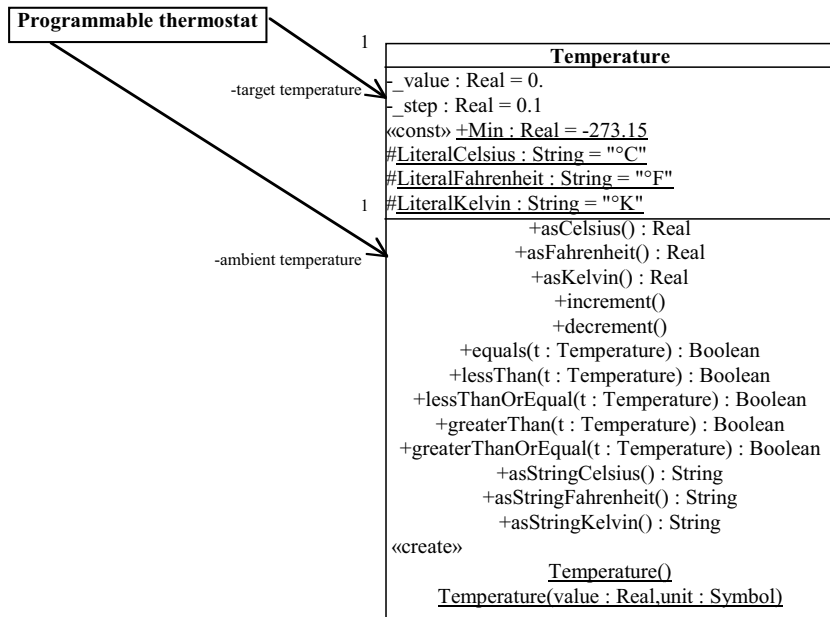 Programmable thermostat
1
Temperature
-_value : Real = 0.
-target temperature
-_step : Real = 0.1
«const» +Min : Real = -273.15
#LiteralCelsius : String = "°C"
#LiteralFahrenheit : String = "°F"
1
#LiteralKelvin : String = "°K"
+asCelsius() : Real
+asFahrenheit() : Real
-ambient temperature
+asKelvin() : Real
+increment()
+decrement()
+equals(t : Temperature) : Boolean
+lessThan(t : Temperature) : Boolean
+lessThanOrEqual(t : Temperature) : Boolean
+greaterThan(t : Temperature) : Boolean
+greaterThanOrEqual(t : Temperature) : Boolean
+asStringCelsius() : String
+asStringFahrenheit() : String
+asStringKelvin() : String
«create»
Temperature()
Temperature(value : Real,unit : Symbol)